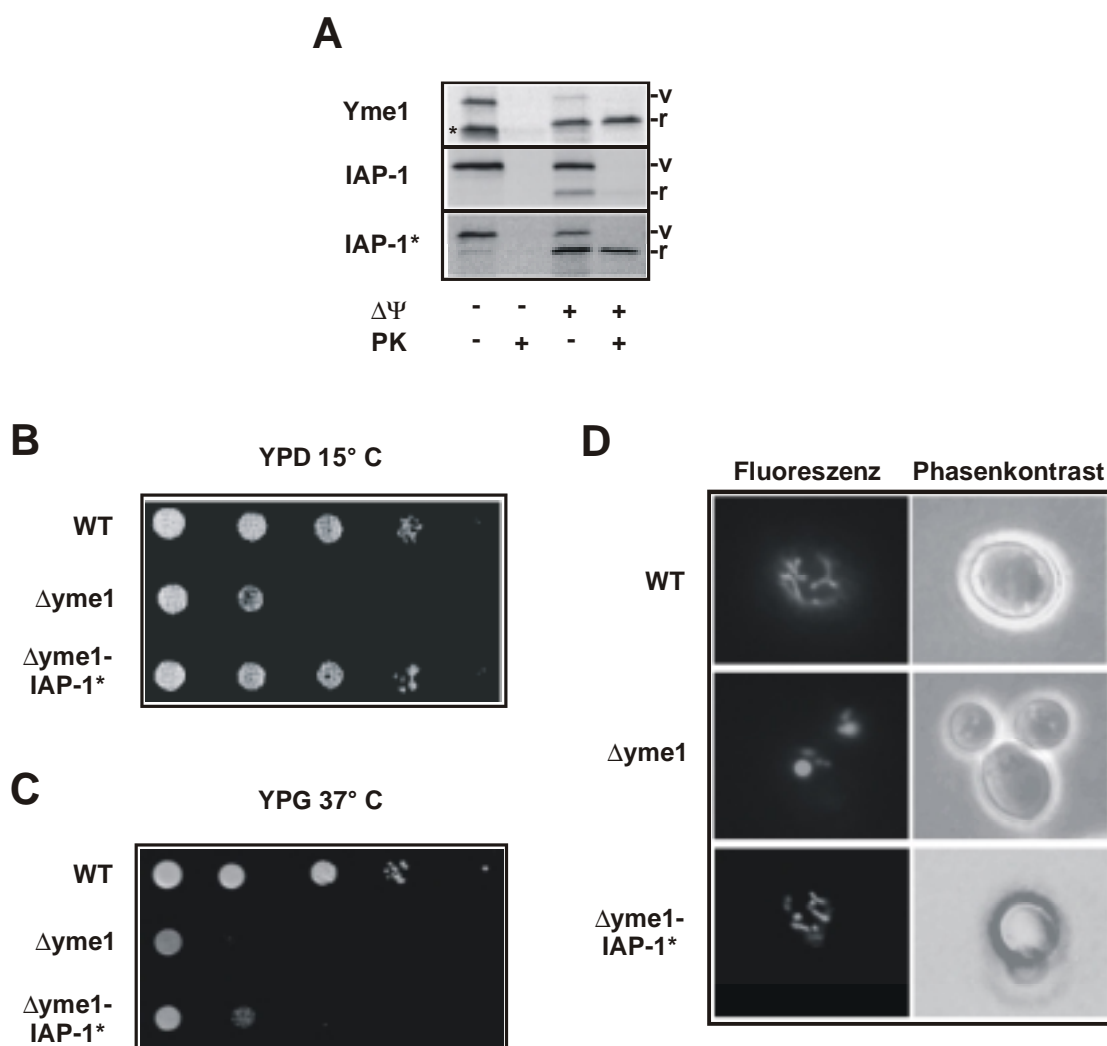 A
Yme1
*
-v
-r
IAP-1
-v
-r
IAP-1*
-v
-r
ΔΨ - - + +
PK - + - +
B
YPD 15° C
WT
Δyme1
Δyme1-
IAP-1*
C
YPG 37° C
WT
Δyme1
Δyme1-
IAP-1*
D
Fluoreszenz Phasenkontrast
WT
Δyme1
Δyme1-
IAP-1*